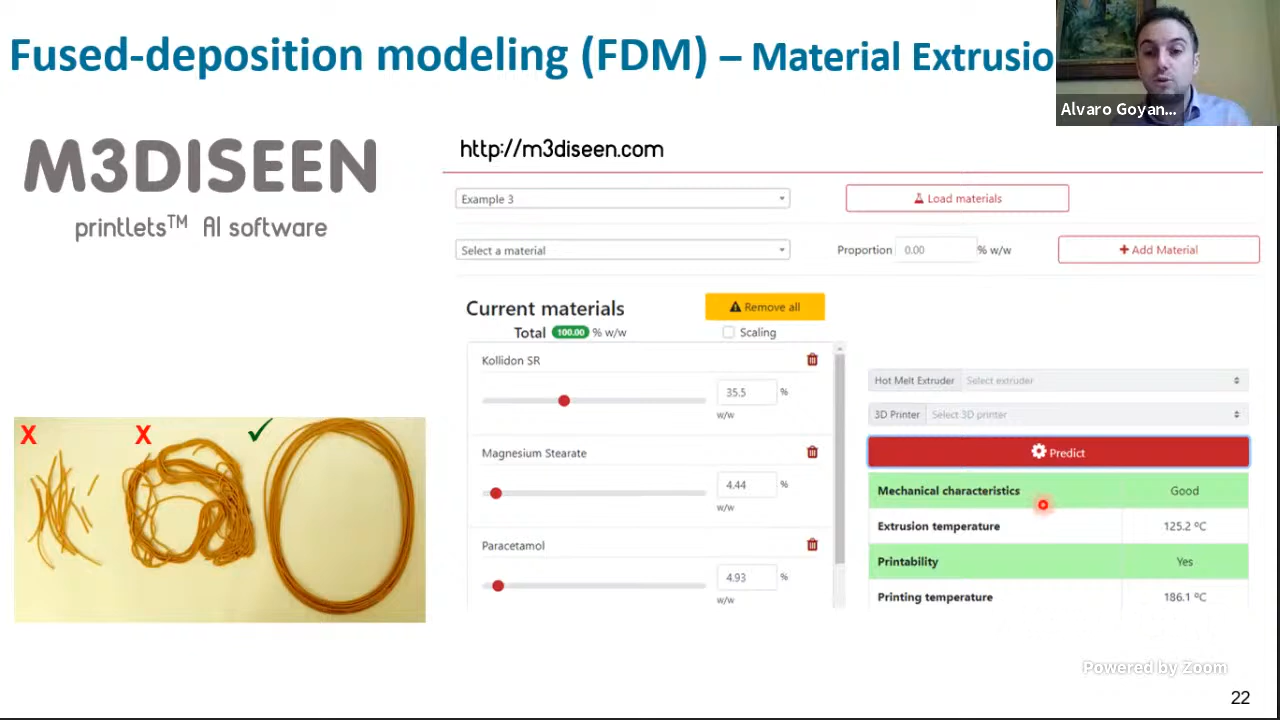 Fused-deposition modeling (FDM) – Material Extrusio
Alvaro Goyan...
M3DISEEN
printlets™ AI software
http://m3diseen.com
Example 3
Load materials
Select a material
Proportion 0.00 % w/w
+ Add Material
Current materials
Remove all
Total 100.00 % w/w
Scaling
Kollidon SR
35.5 %
w/w
Magnesium Stearate
4.44 %
w/w
Paracetamol
4.93 %
w/w
Hot Melt Extruder Select extruder
3D Printer Select 3D printer
Predict
Mechanical characteristics Good
Extrusion temperature 125.2 ºC
Printability Yes
Printing temperature 186.1 ºC
X X ✓
Powered by Zoom
22